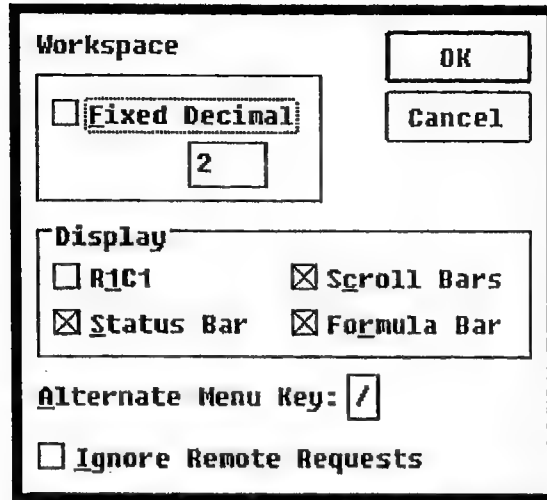 Workspace
OK
Fixed Decimal
Cancel
2
Display
R1C1
Scroll Bars
Status Bar
Formula Bar
Alternate Menu Key: /
Ignore Remote Requests